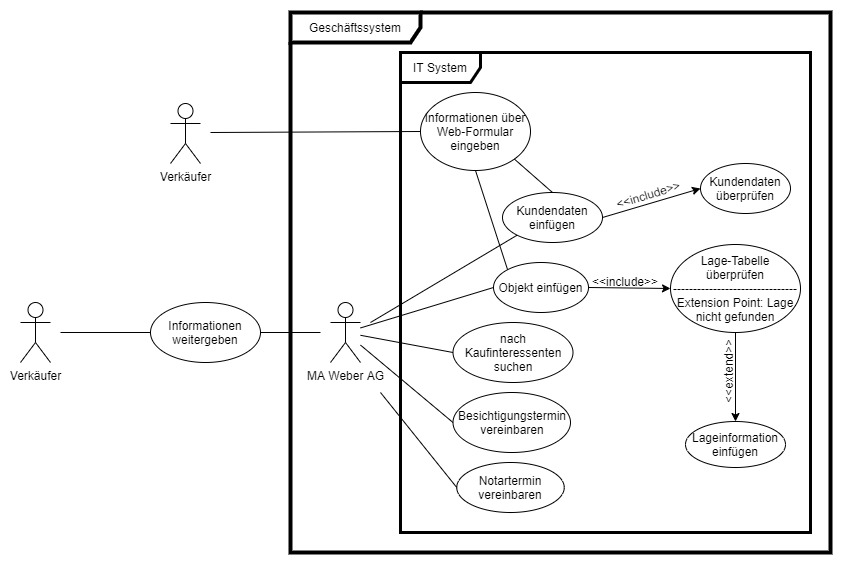 Geschäftssystem
IT System
Informationen über
Web-Formular
eingeben
Verkäufer
Kundendaten
einfügen
<<include>>
Kundendaten
überprüfen
Objekt einfügen
<<include>>
Lage-Tabelle
überprüfen
Extension Point: Lage
nicht gefunden
Verkäufer
Informationen
weitergeben
MA Weber AG
nach
Kaufinteressenten
suchen
<<extend>>
Besichtigungstermin
vereinbaren
Lageinformation
einfügen
Notartermin
vereinbaren